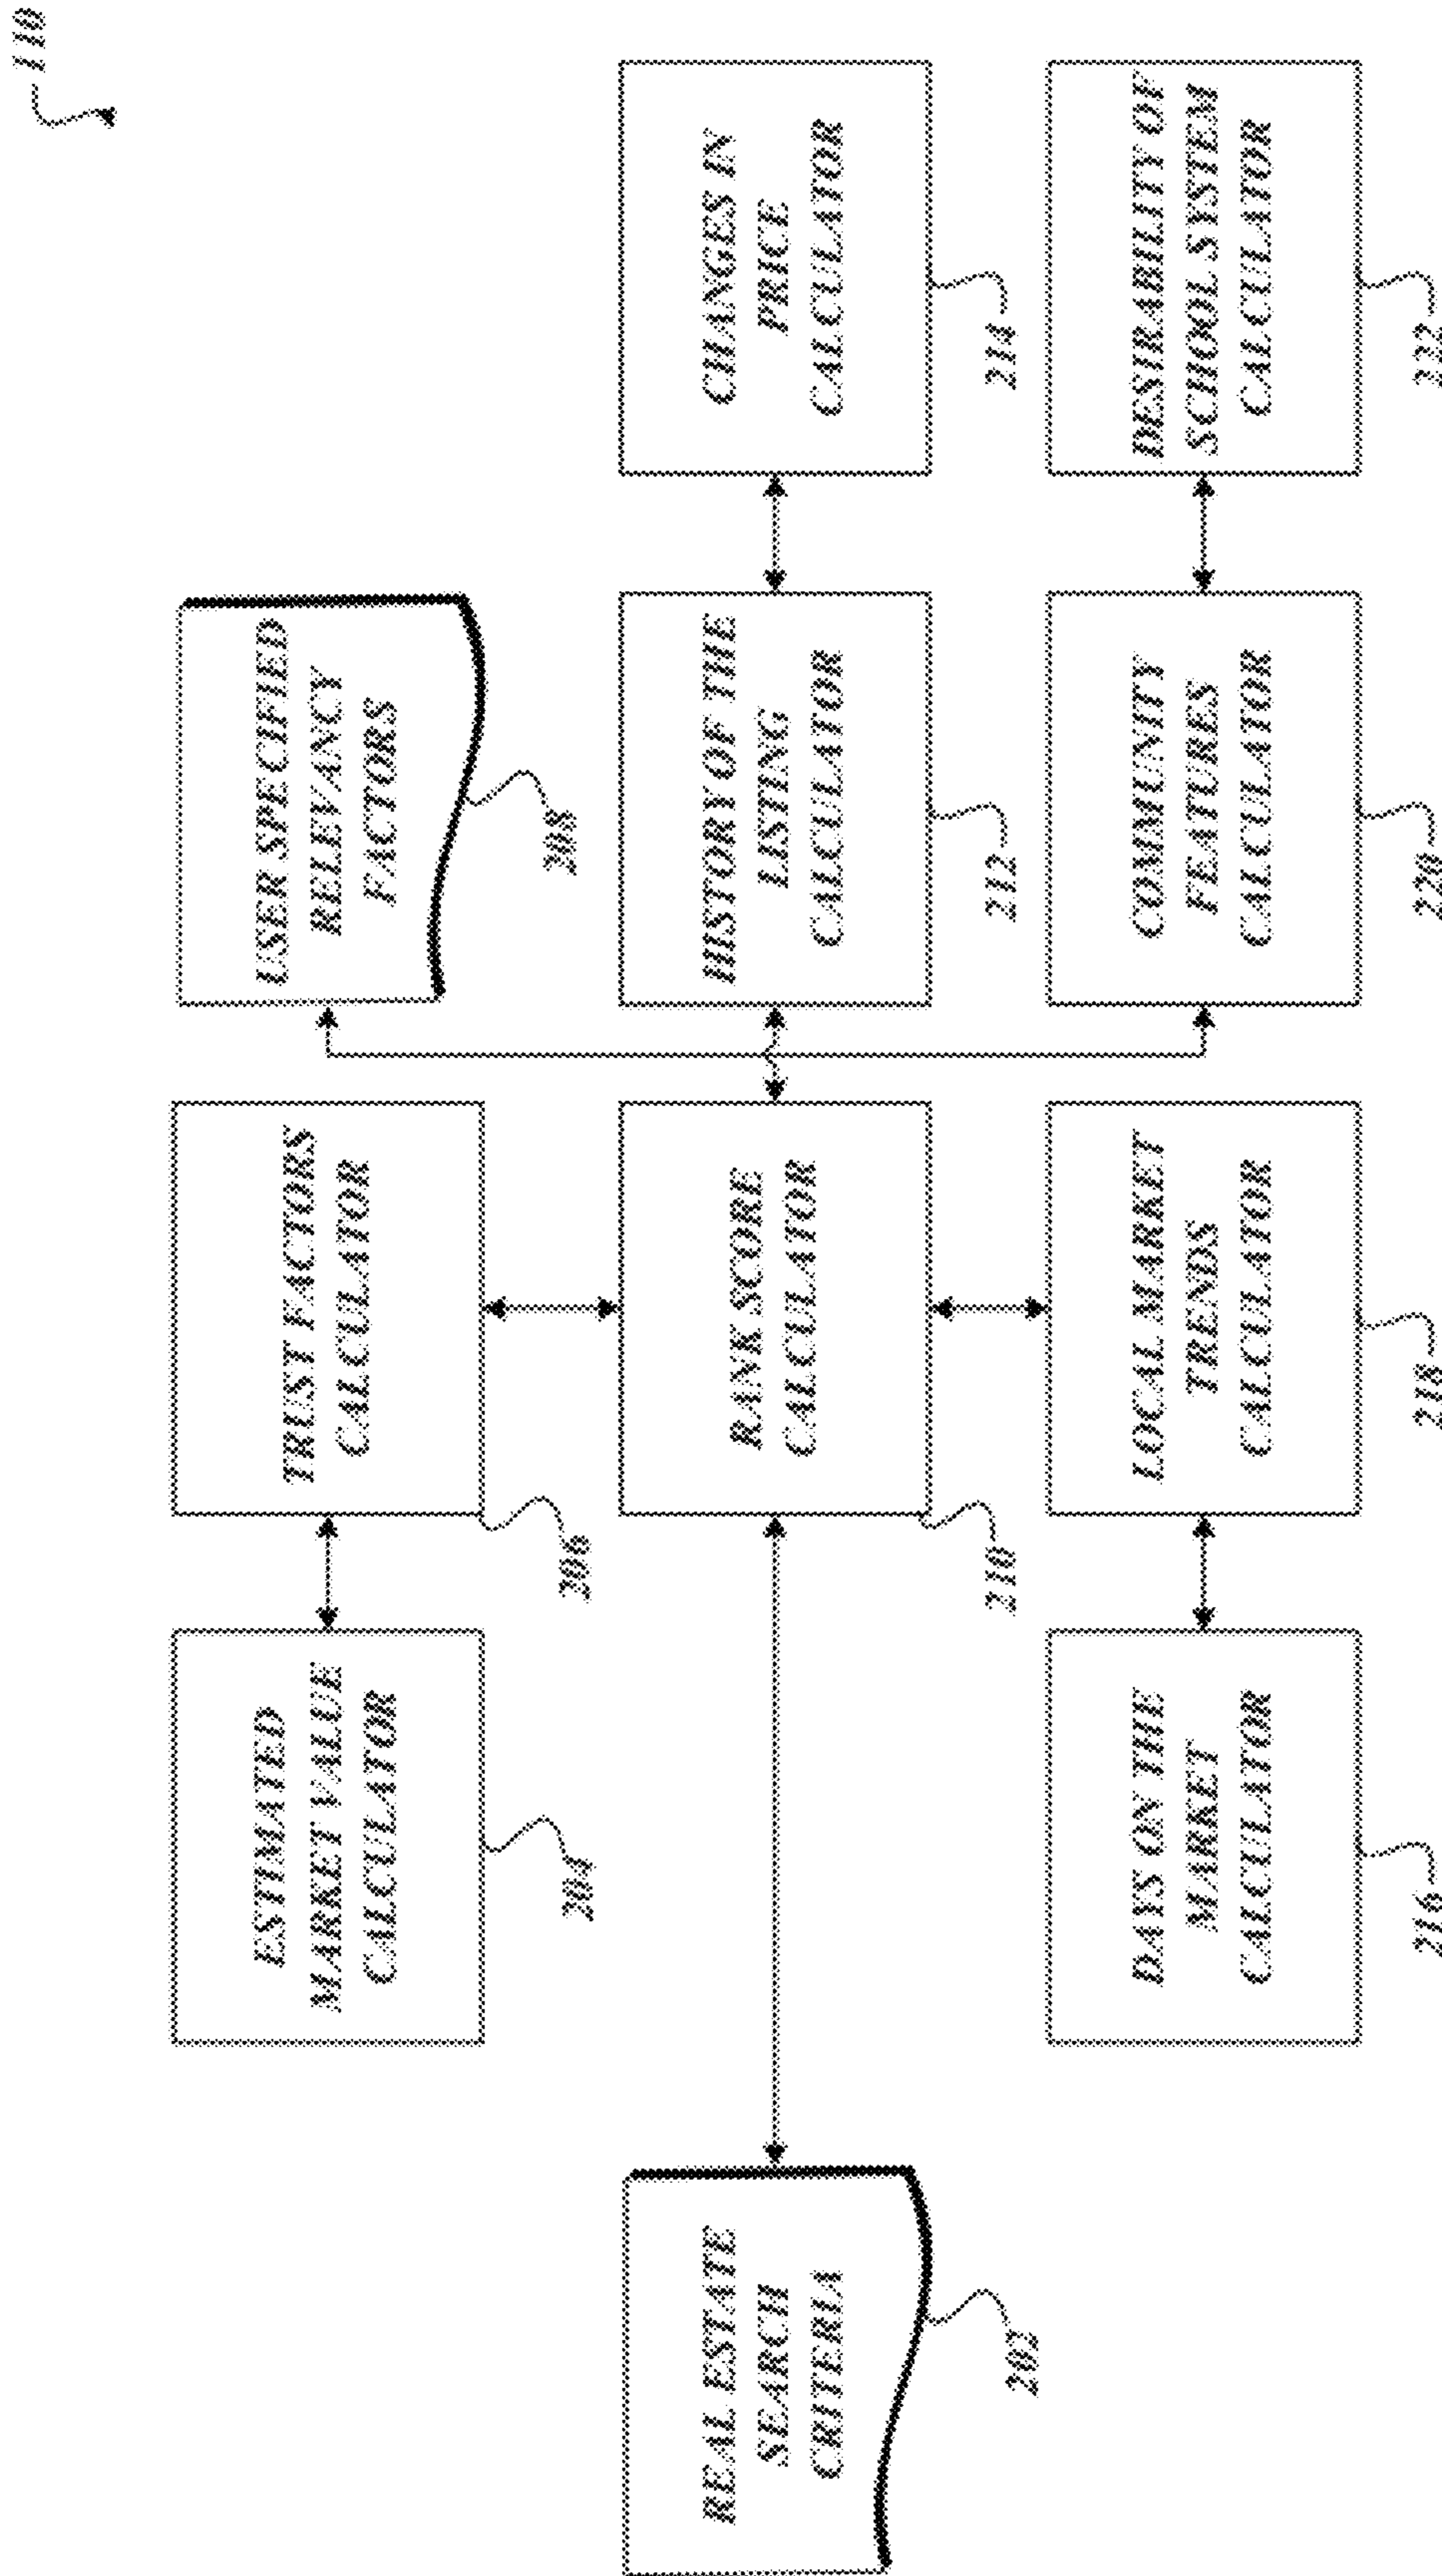 110
ESTIMATED
MARKET VALUE
CALCULATOR
204
TRUST FACTORS
CALCULATOR
206
USER SPECIFIED
RELEVANCY
FACTORS
208
REAL ESTATE
SEARCH
CRITERIA
202
RANK SCORE
CALCULATOR
210
HISTORY OF THE
LISTING
CALCULATOR
212
CHANGES IN
PRICE
CALCULATOR
214
DAYS ON THE
MARKET
CALCULATOR
216
LOCAL MARKET
TRENDS
CALCULATOR
218
COMMUNITY
FEATURES
CALCULATOR
220
DESIRABILITY OF
SCHOOL SYSTEM
CALCULATOR
222